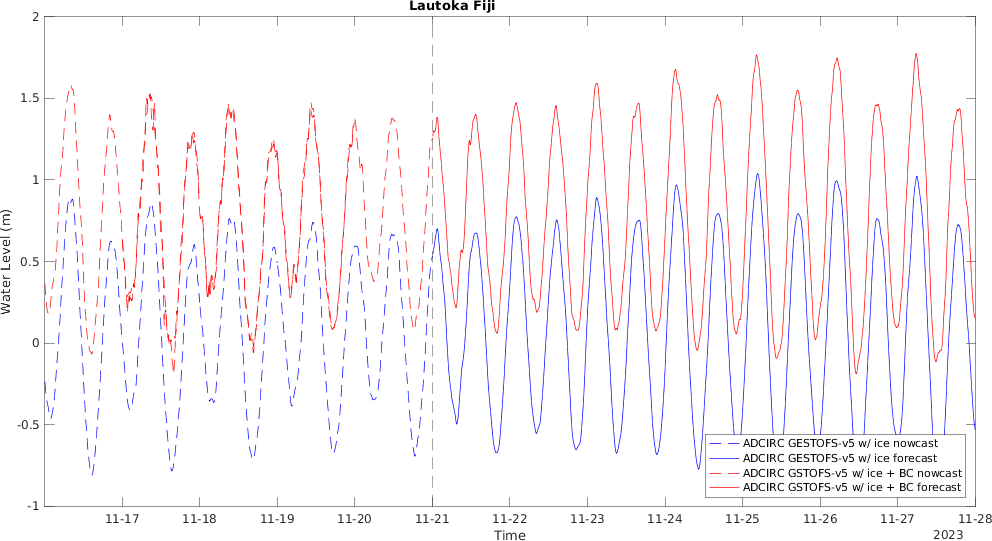 Lautoka Fiji
2
1.5
1
0.5
0
-0.5
-1
Water Level (m)
ADCIRC GESTOFS-v5 w/ ice nowcast
ADCIRC GESTOFS-v5 w/ ice forecast
ADCIRC GSTOFS-v5 w/ ice + BC nowcast
ADCIRC GSTOFS-v5 w/ ice + BC forecast
11-17 11-18 11-19 11-20 11-21 11-22 11-23 11-24 11-25 11-26 11-27 11-28
Time
2023